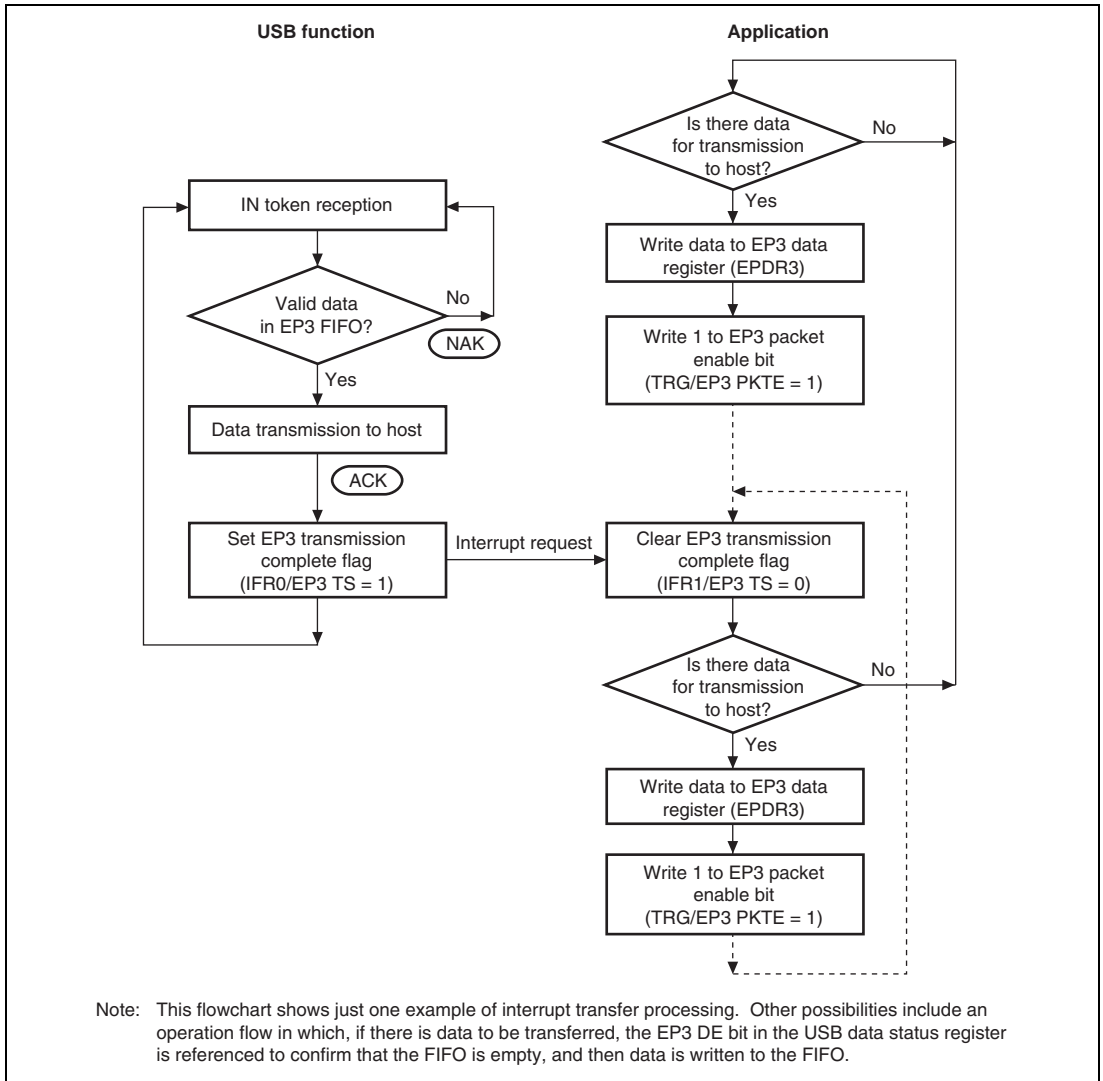 USB function
Application
Is there data
for transmission
to host?
No
Yes
IN token reception
Write data to EP3 data
register (EPDR3)
Valid data
in EP3 FIFO?
No
NAK
Yes
Write 1 to EP3 packet
enable bit
(TRG/EP3 PKTE = 1)
Data transmission to host
ACK
Set EP3 transmission
complete flag
(IFR0/EP3 TS = 1)
Interrupt request
Clear EP3 transmission
complete flag
(IFR1/EP3 TS = 0)
Is there data
for transmission
to host?
No
Yes
Write data to EP3 data
register (EPDR3)
Write 1 to EP3 packet
enable bit
(TRG/EP3 PKTE = 1)
Note: This flowchart shows just one example of interrupt transfer processing. Other possibilities include an
operation flow in which, if there is data to be transferred, the EP3 DE bit in the USB data status register
is referenced to confirm that the FIFO is empty, and then data is written to the FIFO.